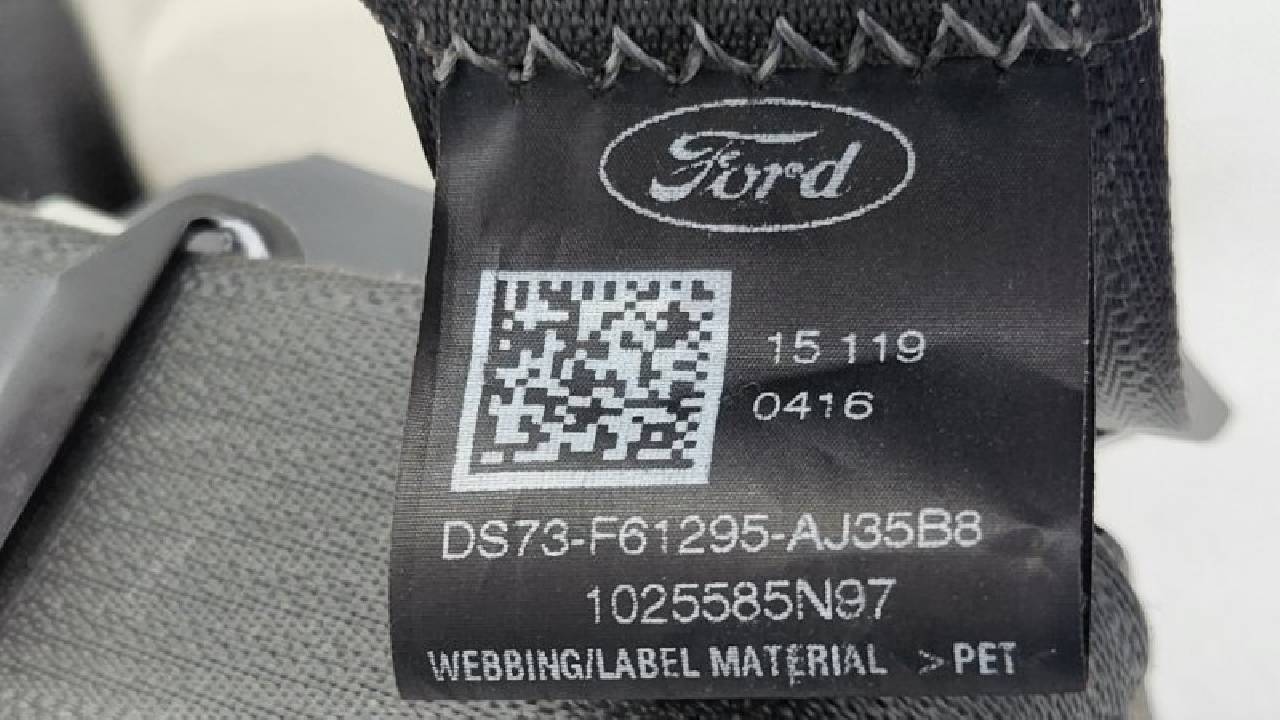 Ford
15 119
0416
DS73-F61295-AJ35B8
1025585N97
WEBBING/LABEL MATERIAL >PET